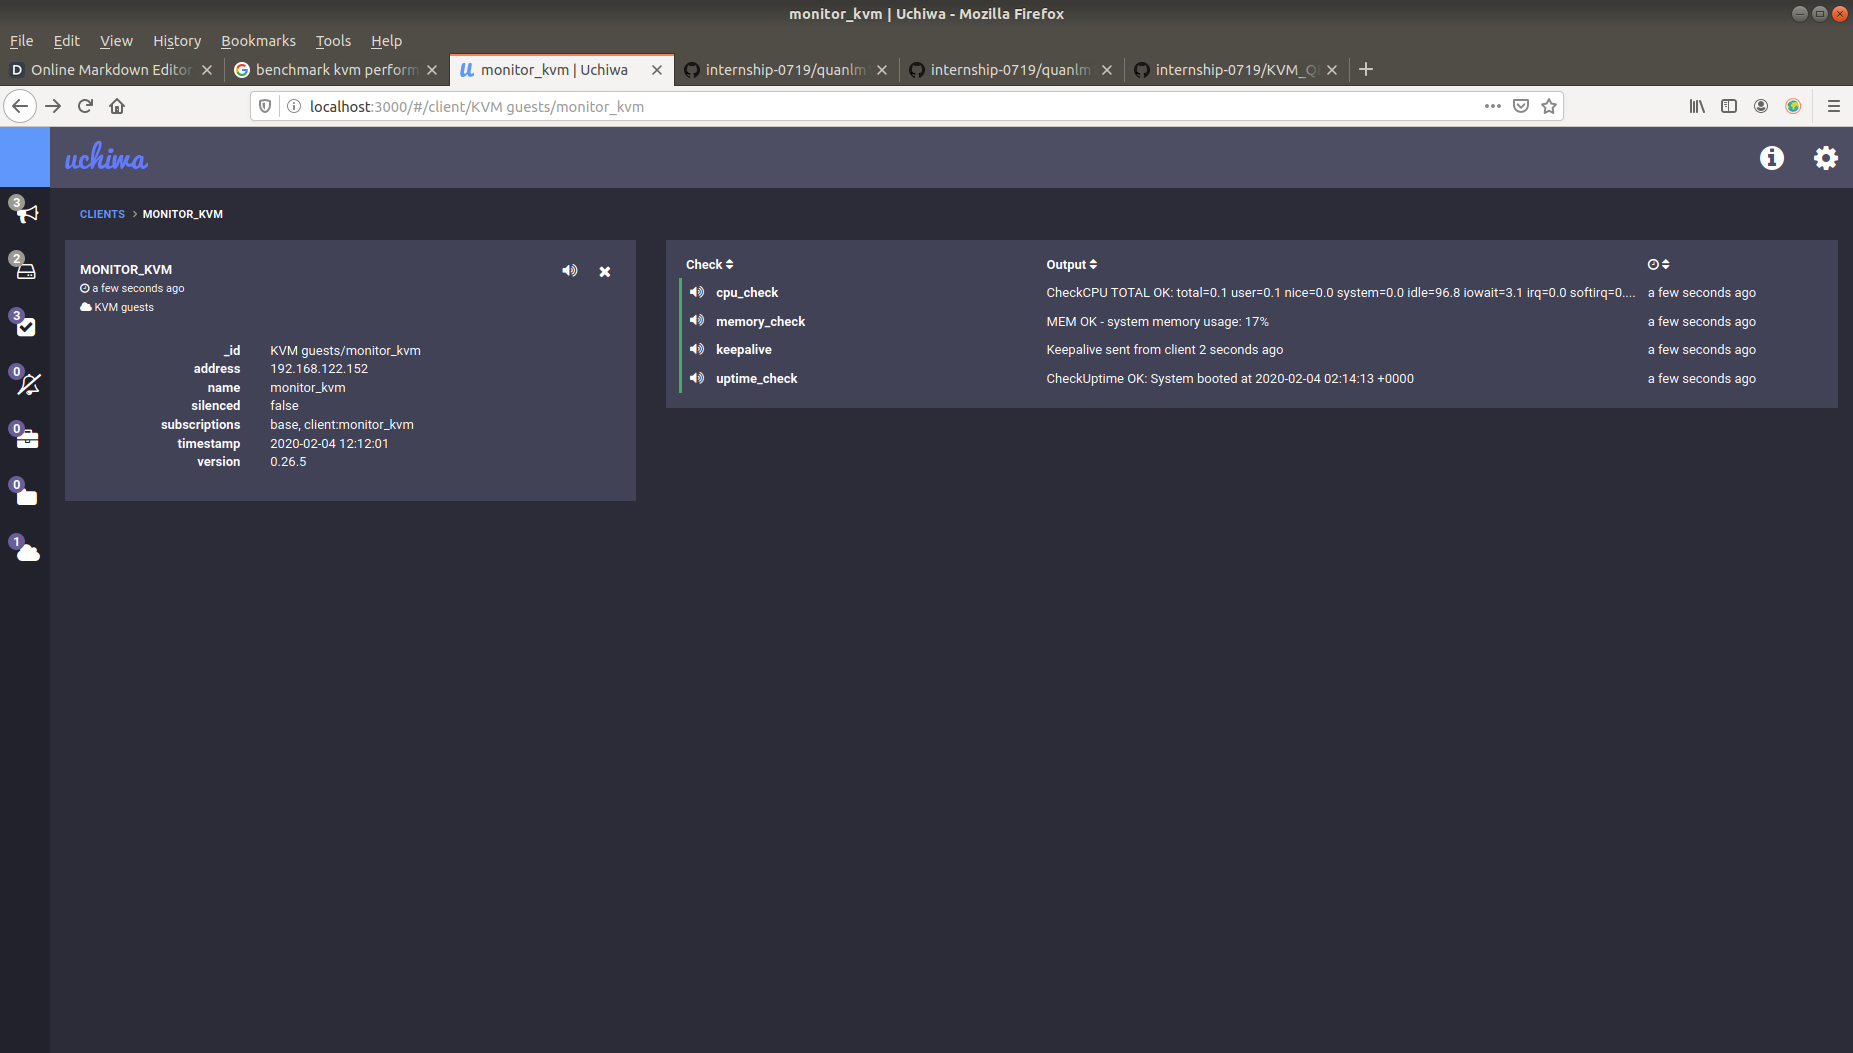 monitor_kvm | Uchiwa - Mozilla Firefox
File Edit View History Bookmarks Tools Help
Online Markdown Editor
benchmark kvm perform
monitor_kvm | Uchiwa
internship-0719/quanlm
internship-0719/quanlm
internship-0719/KVM_Q
localhost:3000/#/client/KVM guests/monitor_kvm
uchiwa
3
2
3
0
0
0
1
CLIENTS > MONITOR_KVM
MONITOR_KVM
a few seconds ago
KVM guests
_id KVM guests/monitor_kvm
address 192.168.122.152
name monitor_kvm
silenced false
subscriptions base, client:monitor_kvm
timestamp 2020-02-04 12:12:01
version 0.26.5
Check Output
cpu_check CheckCPU TOTAL OK: total=0.1 user=0.1 nice=0.0 system=0.0 idle=96.8 iowait=3.1 irq=0.0 softirq=0.... a few seconds ago
memory_check MEM OK - system memory usage: 17% a few seconds ago
keepalive Keepalive sent from client 2 seconds ago a few seconds ago
uptime_check CheckUptime OK: System booted at 2020-02-04 02:14:13 +0000 a few seconds ago